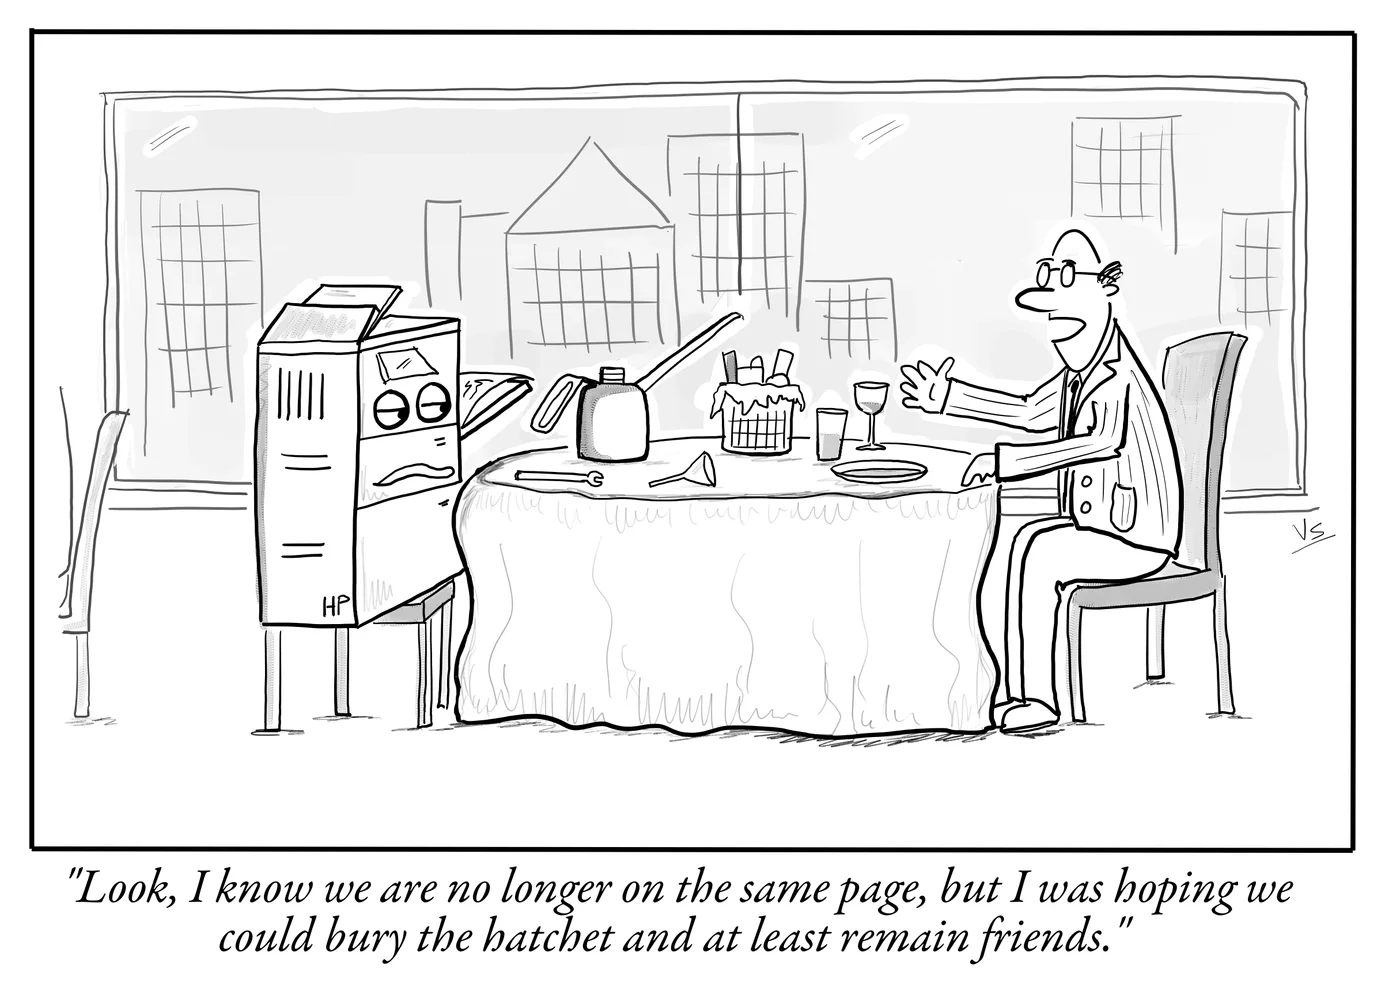 HP
VS
"Look, I know we are no longer on the same page, but I was hoping we
could bury the hatchet and at least remain friends."